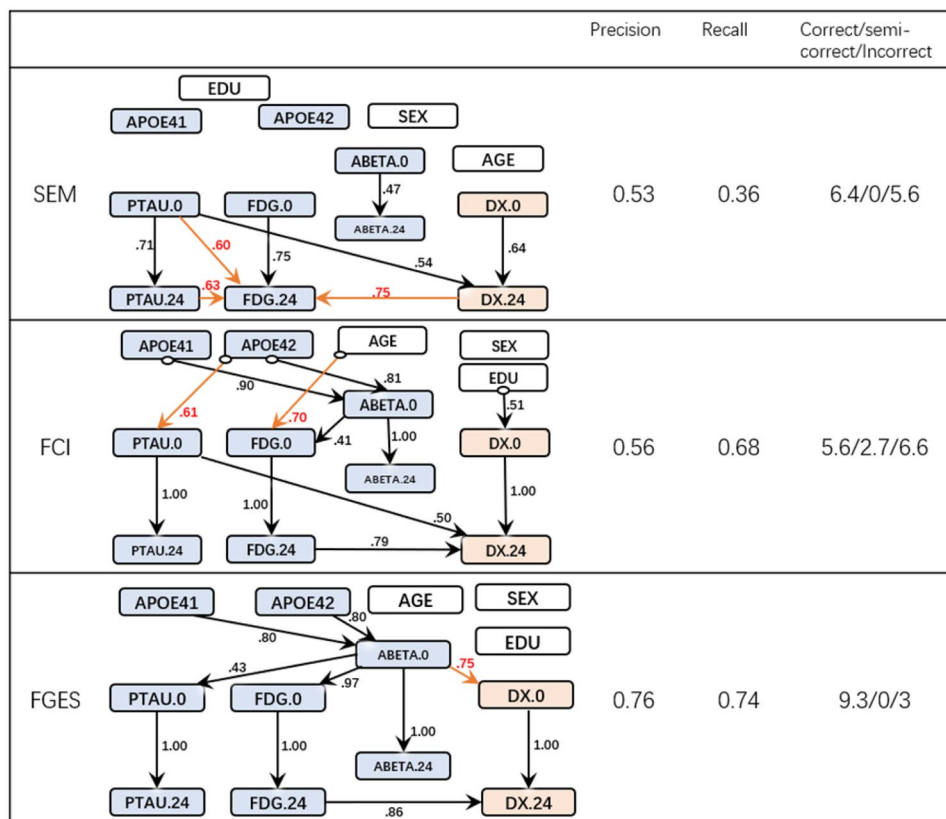 Precision Recall Correct/semi-
correct/Incorrect
EDU
APOE41 APOE42 SEX
ABETA.0 AGE
.47
SEM PTAU.0 FDG.0 ABETA.24 DX.0 0.53 0.36 6.4/0/5.6
.71 .60 .75 .54 .64
.63 .75
PTAU.24 FDG.24 DX.24
APOE41 APOE42 AGE SEX
.90 .81 EDU
.61 .70 ABETA.0 .51
FCI PTAU.0 FDG.0 .41 1.00 DX.0 0.56 0.68 5.6/2.7/6.6
ABETA.24
1.00 1.00 .50 1.00
PTAU.24 FDG.24 .79 DX.24
APOE41 APOE42 AGE SEX
.80 .80
ABETA.0 EDU
.43 .97 .75
FGES PTAU.0 FDG.0 DX.0 0.76 0.74 9.3/0/3
1.00 1.00 1.00 1.00
ABETA.24
PTAU.24 FDG.24 .86 DX.24